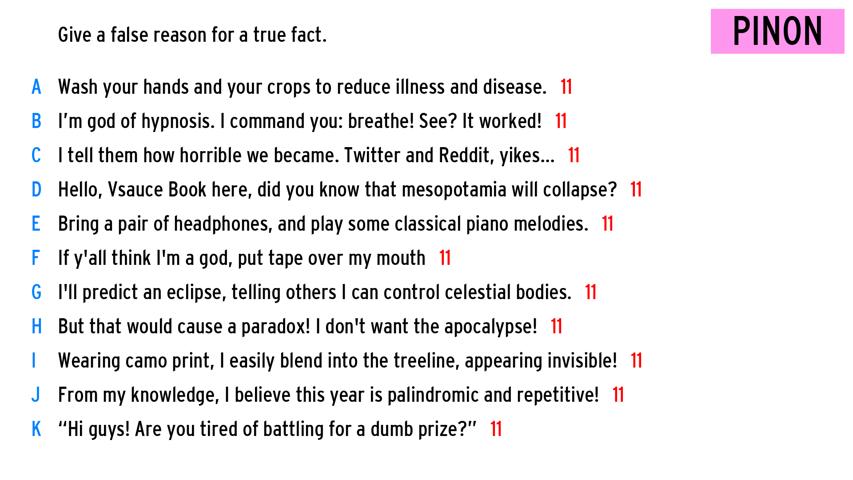 Give a false reason for a true fact.
PINON
A Wash your hands and your crops to reduce illness and disease. 11
B I'm god of hypnosis. I command you: breathe! See? It worked! 11
C I tell them how horrible we became. Twitter and Reddit, yikes... 11
D Hello, Vsauce Book here, did you know that mesopotamia will collapse? 11
E Bring a pair of headphones, and play some classical piano melodies. 11
F If y'all think I'm a god, put tape over my mouth 11
G I'll predict an eclipse, telling others I can control celestial bodies. 11
H But that would cause a paradox! I don't want the apocalypse! 11
I Wearing camo print, I easily blend into the treeline, appearing invisible! 11
J From my knowledge, I believe this year is palindromic and repetitive! 11
K “Hi guys! Are you tired of battling for a dumb prize?” 11